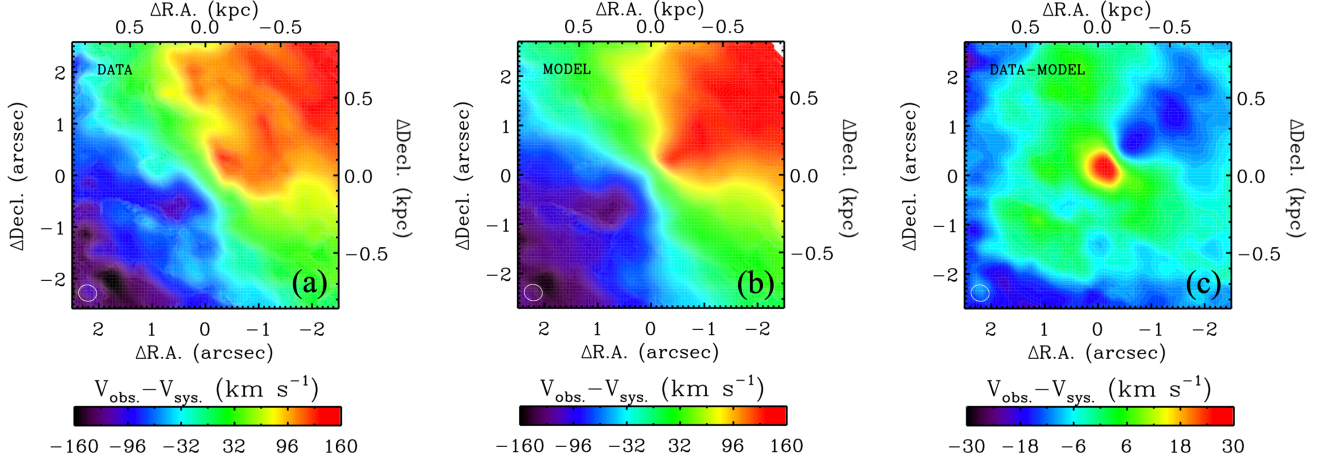 ΔR.A. (kpc)
0.5 0.0 −0.5
DATA
2
1
0
−1
−2
ΔDecl. (arcsec)
0.5
0.0
−0.5
ΔDecl. (kpc)
(a)
2 1 0 −1 −2
ΔR.A. (arcsec)
Vobs.−Vsys. (km s−1)
−160 −96 −32 32 96 160
ΔR.A. (kpc)
0.5 0.0 −0.5
MODEL
2
1
0
−1
−2
ΔDecl. (arcsec)
0.5
0.0
−0.5
ΔDecl. (kpc)
(b)
2 1 0 −1 −2
ΔR.A. (arcsec)
Vobs.−Vsys. (km s−1)
−160 −96 −32 32 96 160
ΔR.A. (kpc)
0.5 0.0 −0.5
DATA−MODEL
2
1
0
−1
−2
ΔDecl. (arcsec)
0.5
0.0
−0.5
ΔDecl. (kpc)
(c)
2 1 0 −1 −2
ΔR.A. (arcsec)
Vobs.−Vsys. (km s−1)
−30 −18 −6 6 18 30